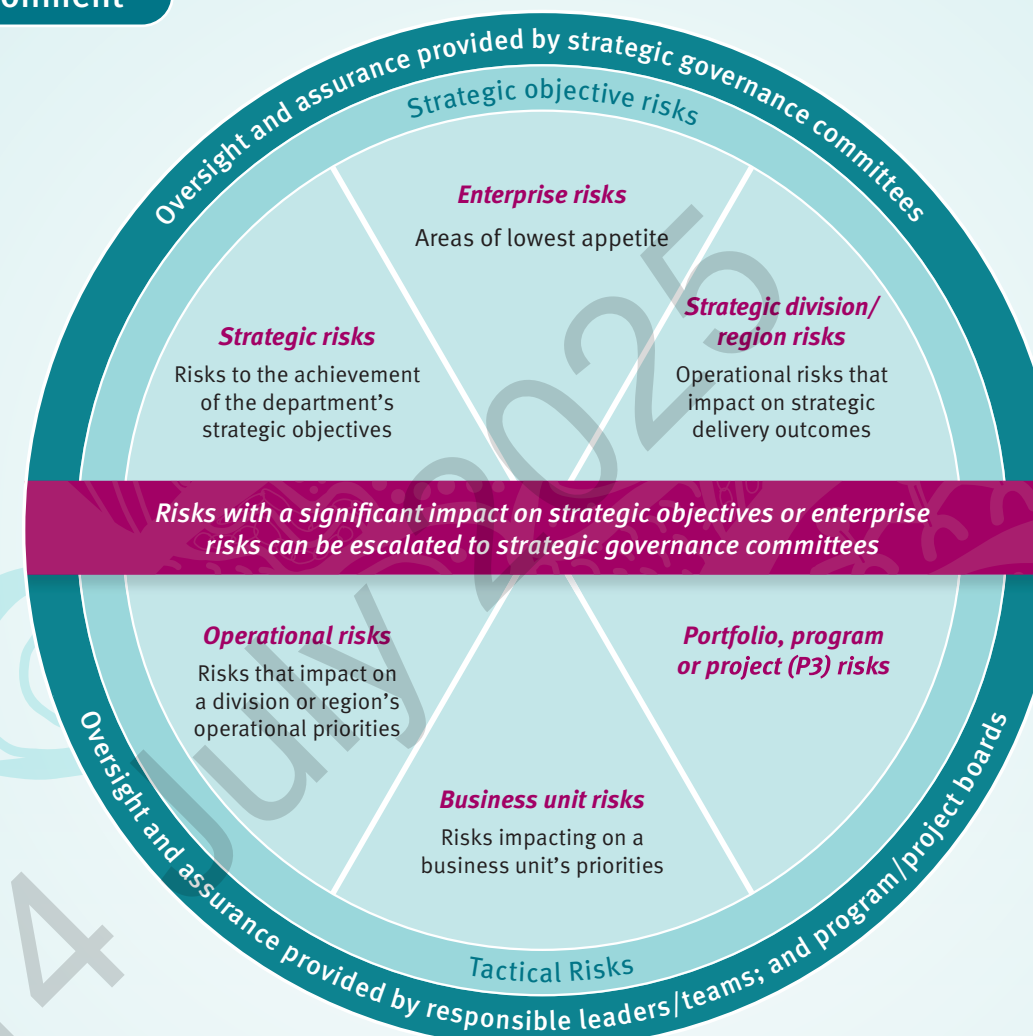 Oversight and assurance provided by strategic governance committees
Strategic objective risks
Enterprise risks
Areas of lowest appetite
Strategic risks
Risks to the achievement
of the department’s
strategic objectives
Strategic division/
region risks
Operational risks that
impact on strategic
delivery outcomes
Risks with a significant impact on strategic objectives or enterprise
risks can be escalated to strategic governance committees
Operational risks
Risks that impact on
a division or region’s
operational priorities
Portfolio, program
or project (P3) risks
Business unit risks
Risks impacting on a
business unit’s priorities
Tactical Risks
Oversight and assurance provided by responsible leaders/teams; and program/project boards
4 July 2025